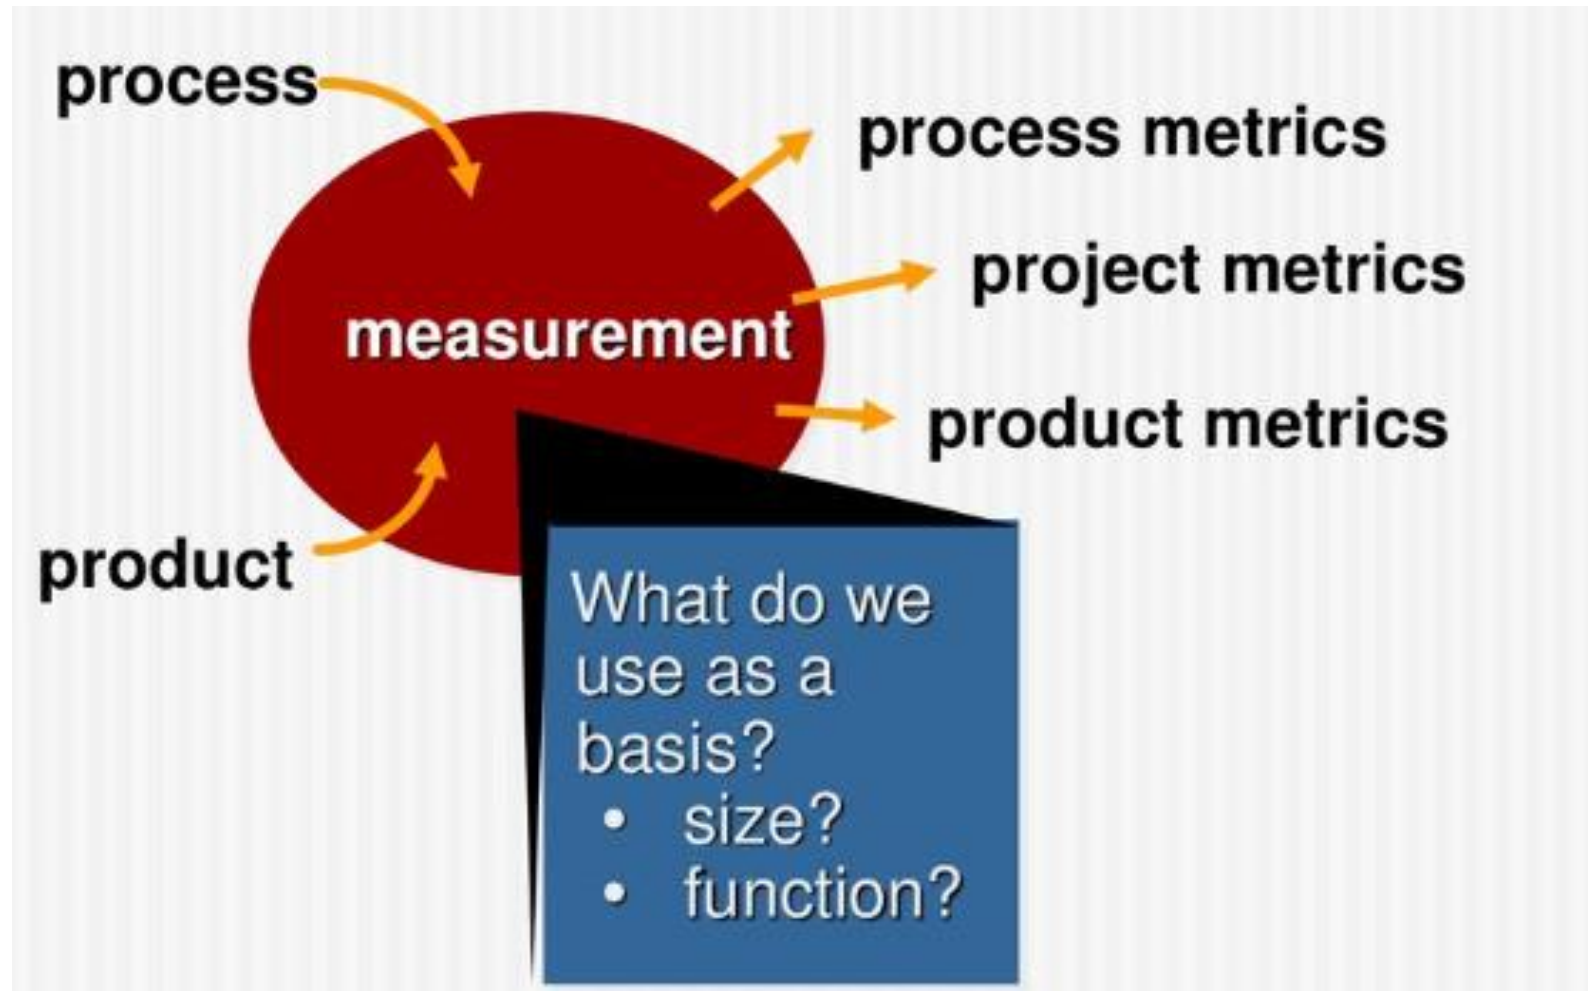 process
process metrics
project metrics
measurement
product metrics
product
What do we
use as a
basis?
• size?
• function?